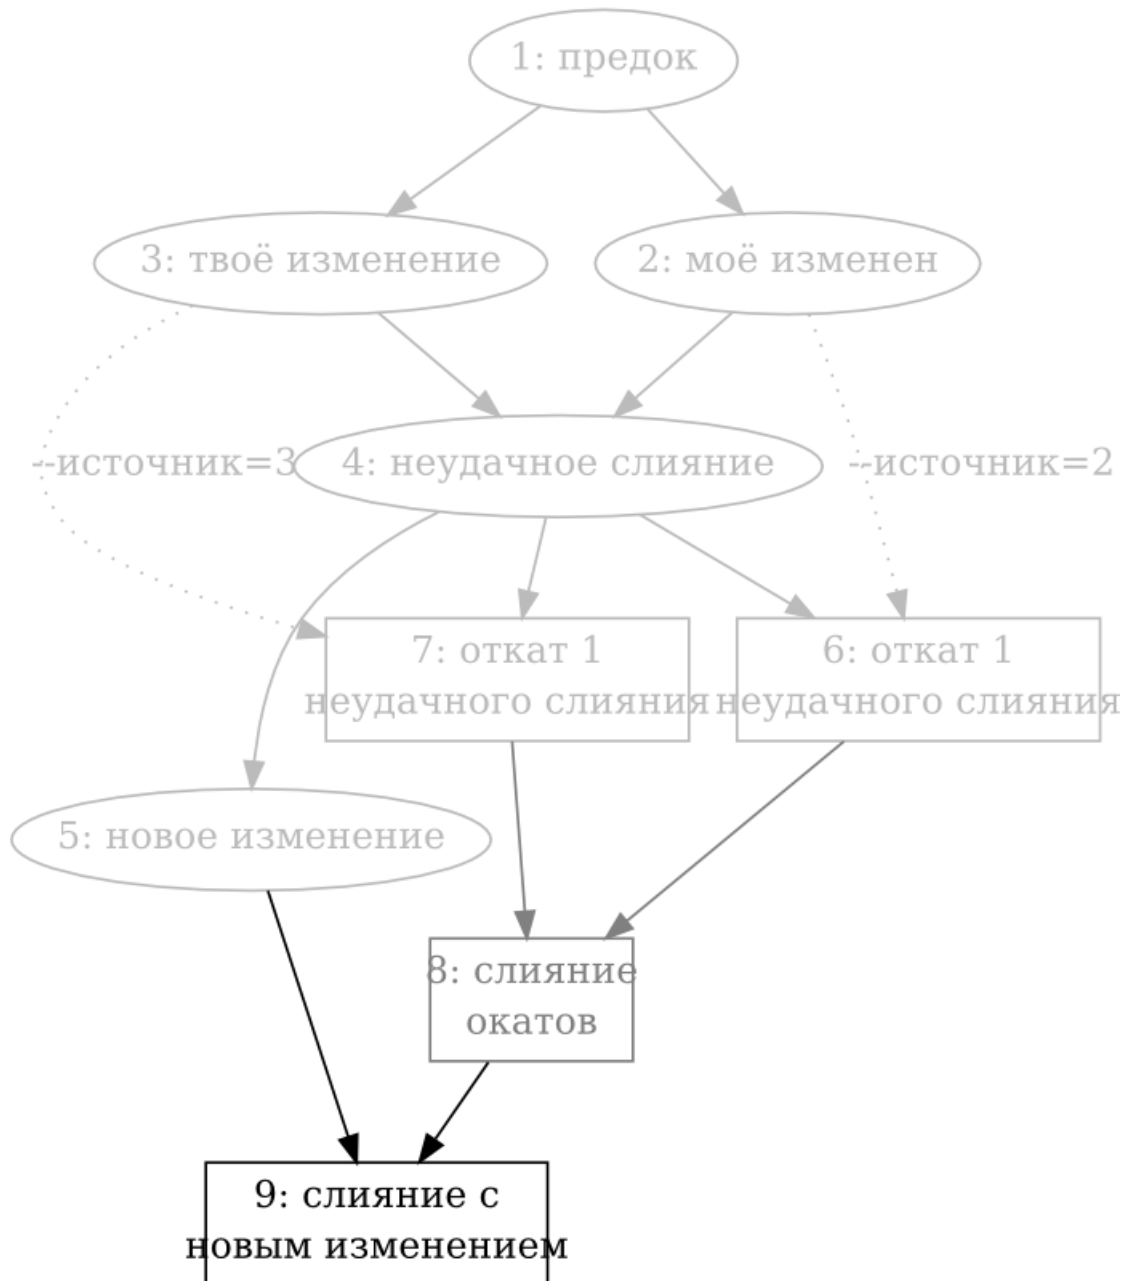 1: предок
3: твоё изменение
2: моё изменен
--источник=3
4: неудачное слияние
--источник=2
7: откат 1
неудачного слияния
6: откат 1
неудачного слияния
5: новое изменение
8: слияние
окатов
9: слияние с
новым изменением